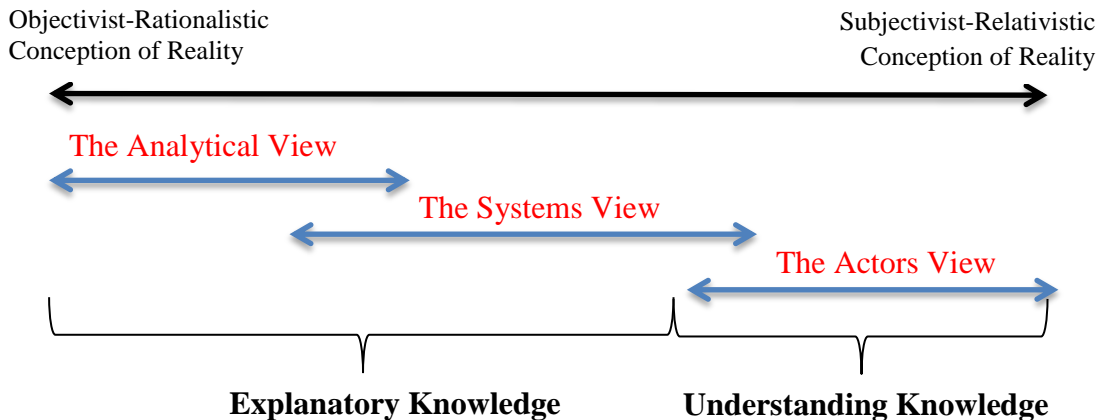 Objectivist-Rationalistic
Conception of Reality
Subjectivist-Relativistic
Conception of Reality
The Analytical View
The Systems View
The Actors View
Explanatory Knowledge
Understanding Knowledge